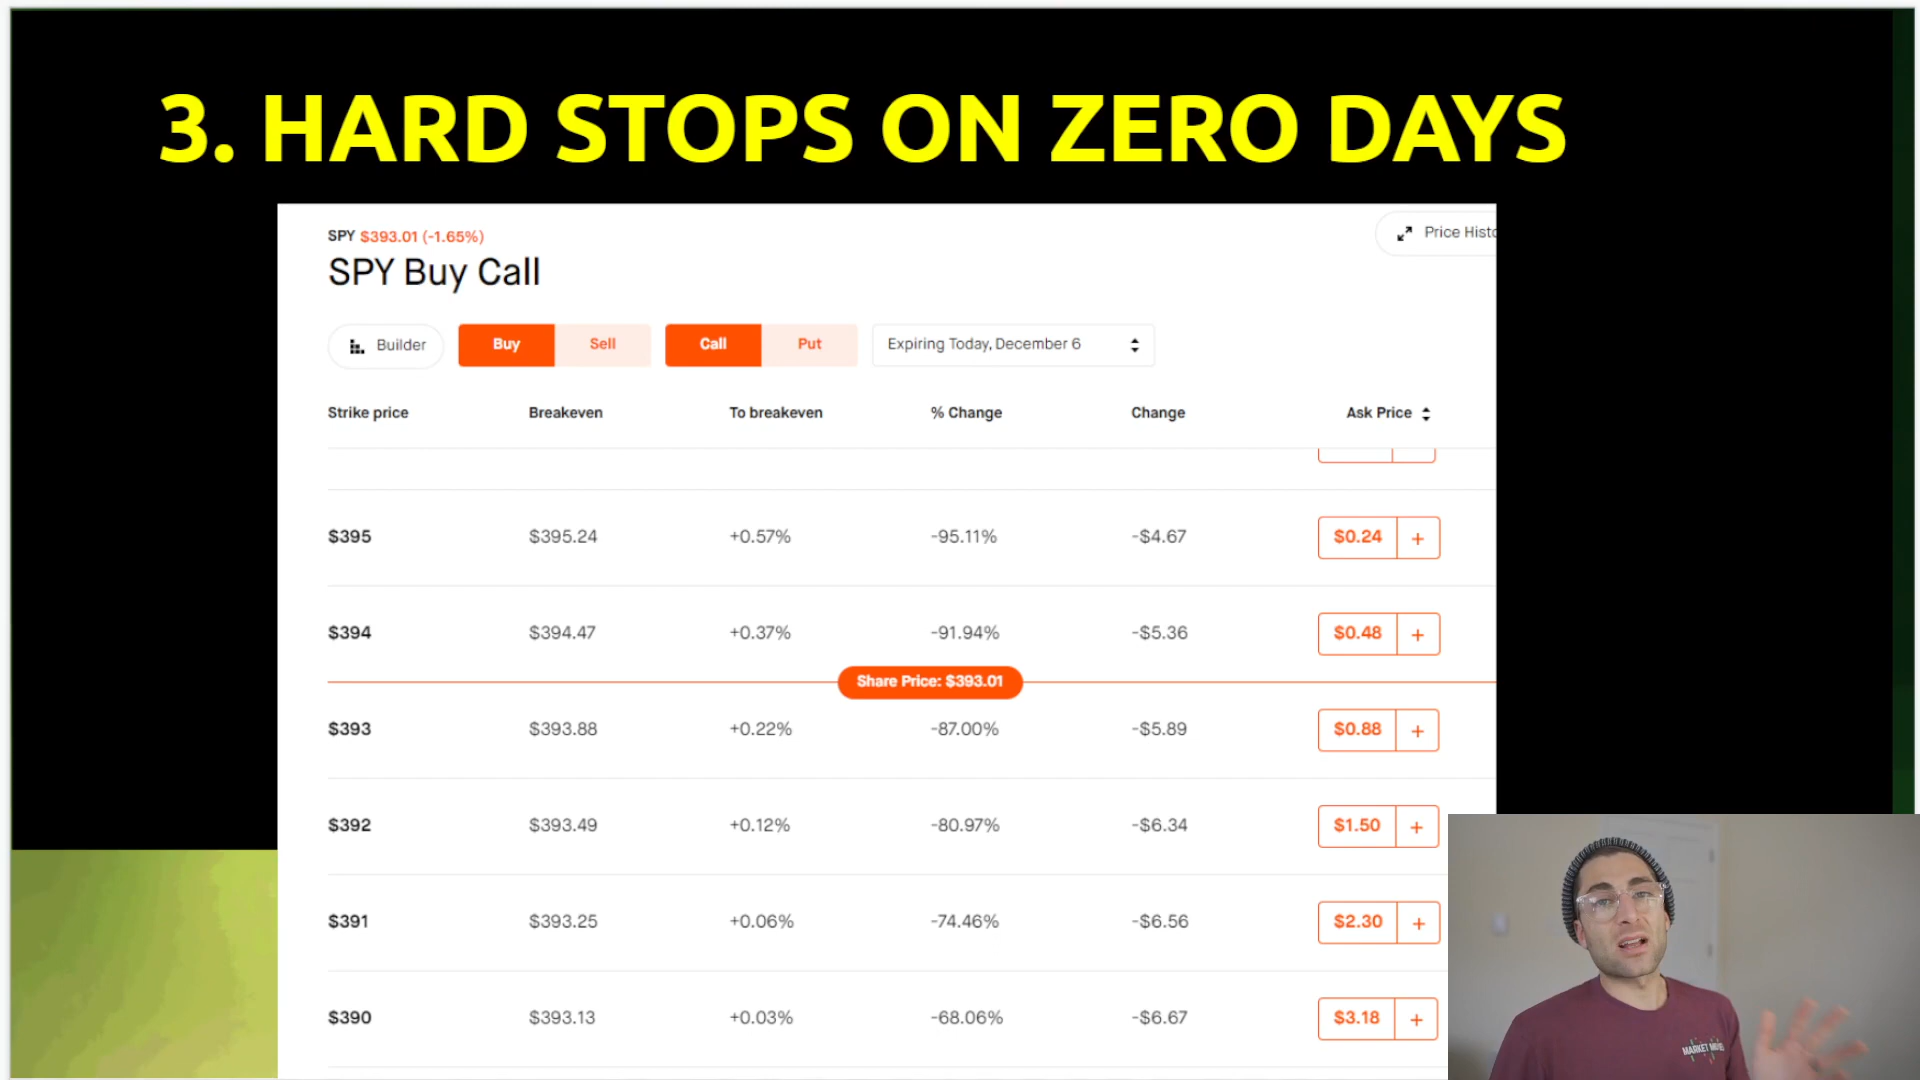 3. HARD STOPS ON ZERO DAYS
SPY $393.01 (-1.65%)
Price Histo
SPY Buy Call
Builder Buy Sell Call Put Expiring Today, December 6
Strike price Breakeven To breakeven % Change Change Ask Price
$395 $395.24 +0.57% -95.11% -$4.67 $0.24 +
$394 $394.47 +0.37% -91.94% -$5.36 $0.48 +
Share Price: $393.01
$393 $393.88 +0.22% -87.00% -$5.89 $0.88 +
$392 $393.49 +0.12% -80.97% -$6.34 $1.50 +
$391 $393.25 +0.06% -74.46% -$6.56 $2.30 +
$390 $393.13 +0.03% -68.06% -$6.67 $3.18 +
MARKET